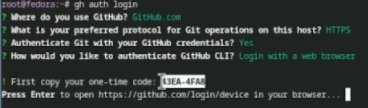 root@fedora:~# gh auth login
? Where do you use GitHub? GitHub.com
? What is your preferred protocol for Git operations on this host? HTTPS
? Authenticate Git with your GitHub credentials? Yes
? How would you like to authenticate GitHub CLI? Login with a web browser
! First copy your one-time code: 43EA-4FA8
Press Enter to open https://github.com/login/device in your browser...